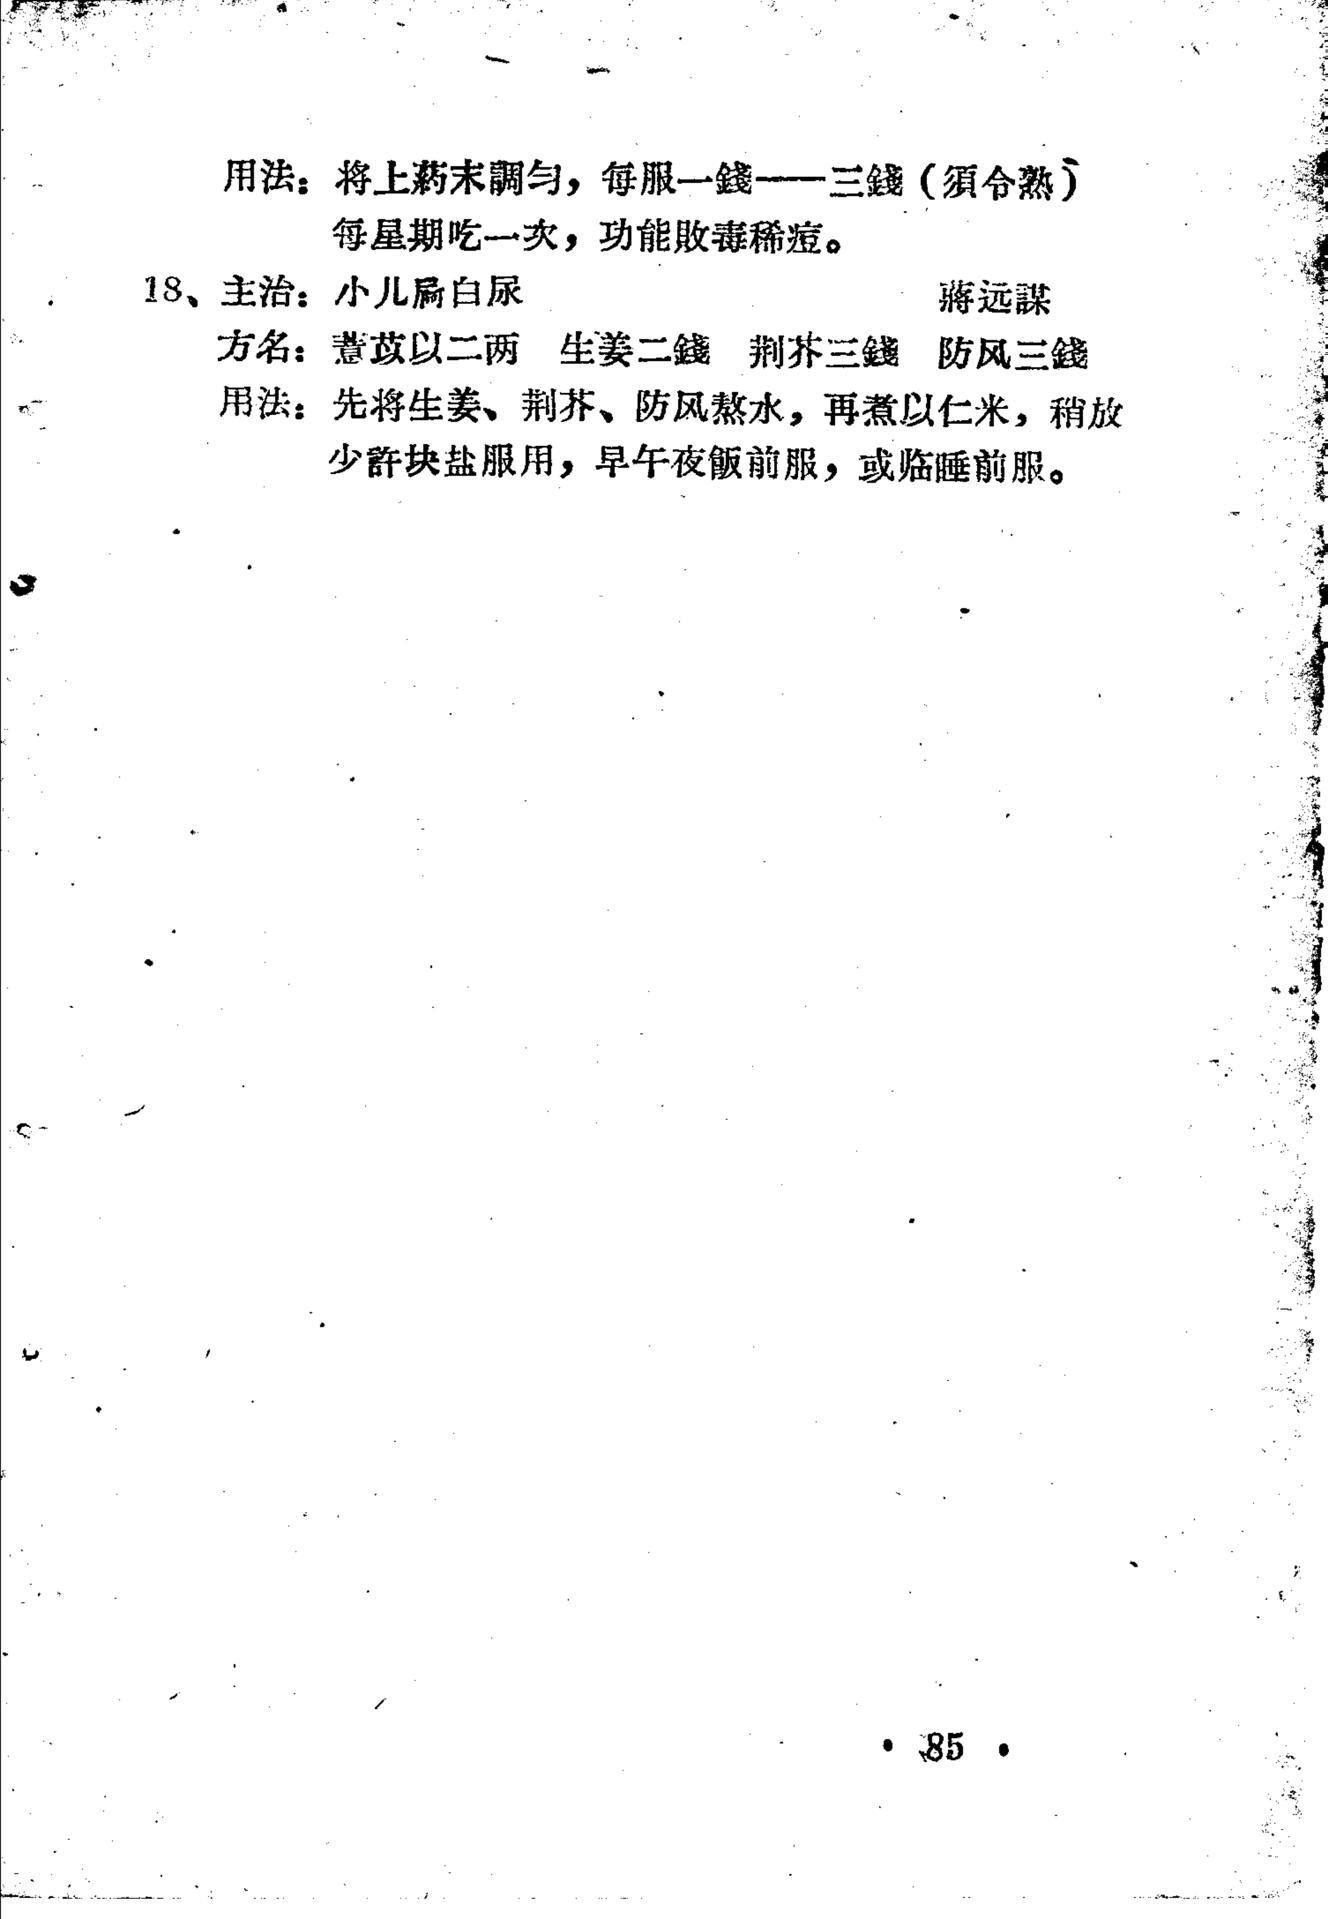 用法：将上葯末調匀，每服一錢——三錢（須令熟）
每星期吃一次，功能敗毒稀痘。
18、主治：小儿屙白尿 蔣远謀
方名：薏苡以二两 生姜二錢 荆芥三錢 防风三錢
用法：先将生姜、荆芥、防风熬水，再煮以仁米，稍放
少許块盐服用，早午夜飯前服，或临睡前服。
• 85 •